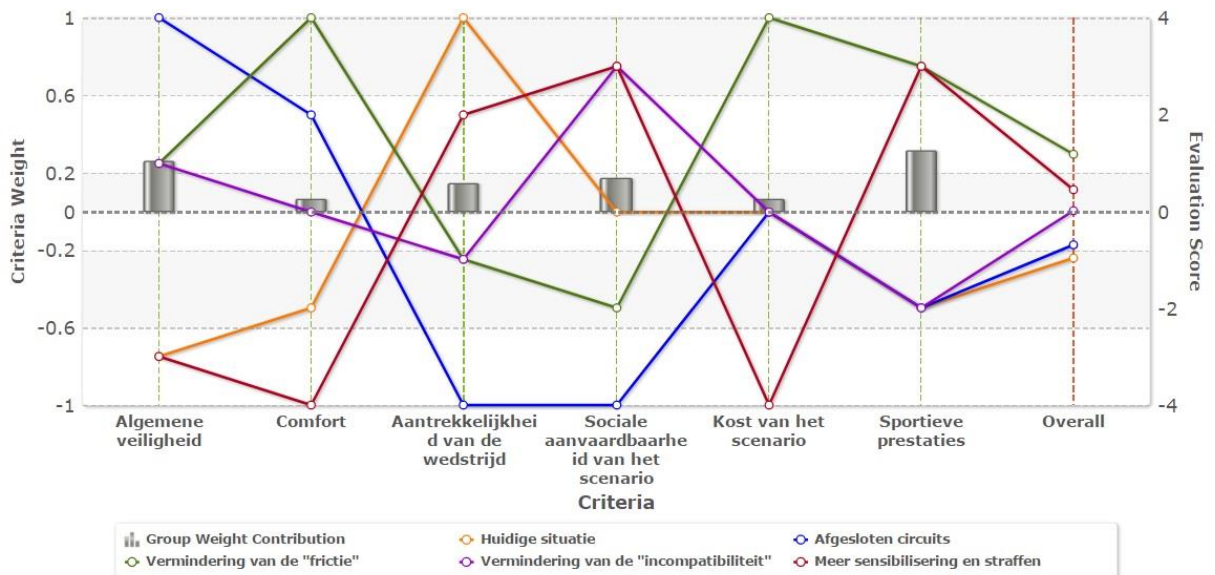 1
0.6
0.2
0
-0.2
-0.6
-1
Criteria Weight
4
2
0
-2
-4
Evaluation Score
Algemene
veiligheid
Comfort
Aantrekkelijkhei
d van de
wedstrijd
Sociale
aanvaardbaarhe
id van het
scenario
Kost van het
scenario
Sportieve
prestaties
Overall
Criteria
Group Weight Contribution
Huidige situatie
Afgesloten circuits
Vermindering van de "frictie"
Vermindering van de "incompatibiliteit"
Meer sensibilisering en straffen